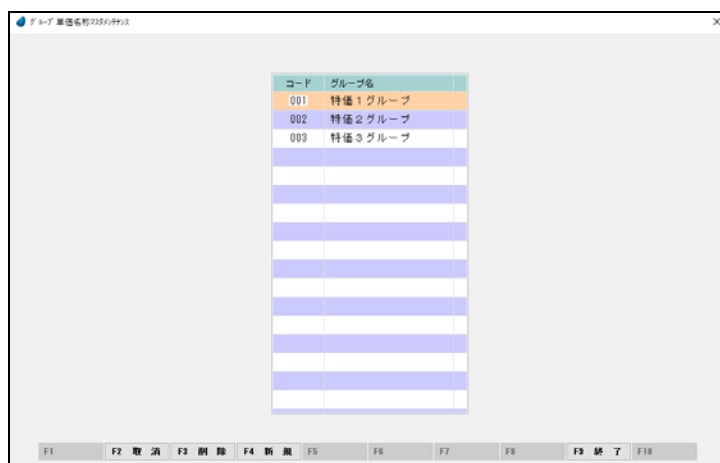 グループ単価名称マスタメンテナンス ×
コード グループ名
001 特価1グループ
002 特価2グループ
003 特価3グループ
F1 F2 取 消 F3 削 除 F4 新 規 F5 F6 F7 F8 F9 終 了 F10